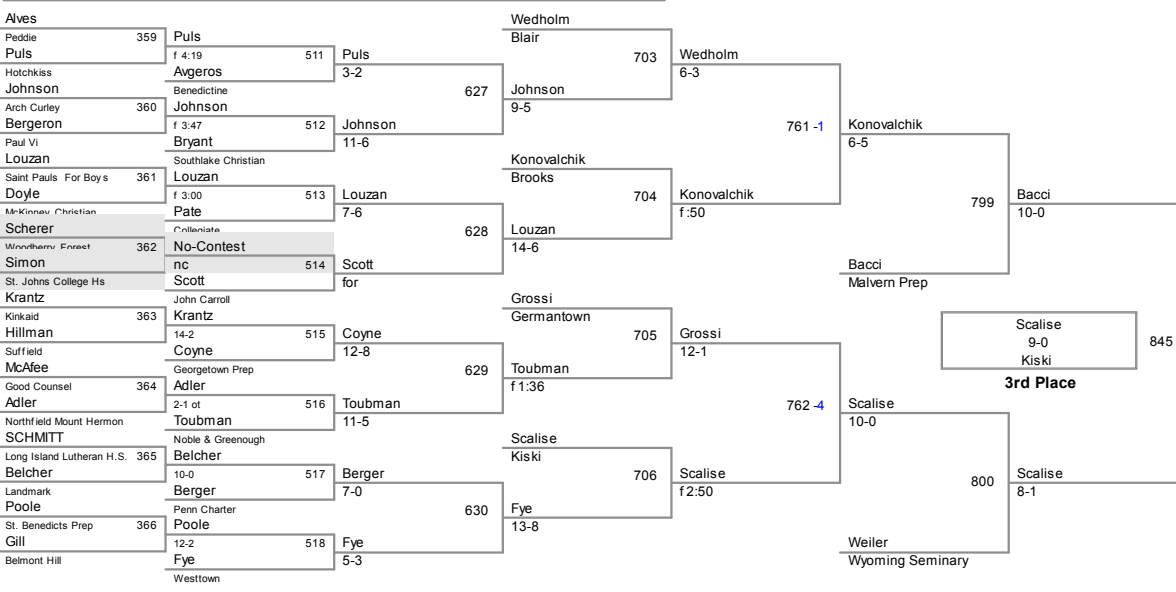 Alves
Peddie
359
Puls
Hotchkiss
Johnson
Arch Curley
360
Bergeron
Paul Vi
Louzan
Saint Pauls For Boys
361
Doyle
McKinney Christian
Scherer
Woodberry Forest
362
Simon
St. Johns College Hs
Krantz
Kinkaid
363
Hillman
Suffield
McAfee
Good Counsel
364
Adler
Northfield Mount Hermon
SCHMITT
Long Island Lutheran H.S.
365
Belcher
Landmark
Poole
St. Benedicts Prep
366
Gill
Belmont Hill
Puls
f 4:19
511
Avgeros
Benedictine
Johnson
f 3:47
512
Bryant
Southlake Christian
Louzan
f 3:00
513
Pate
Collegiate
No-Contest
nc
514
Scott
John Carroll
Krantz
14-2
515
Coyne
Georgetown Prep
Adler
2-1 ot
516
Toubman
Noble & Greenough
Belcher
10-0
517
Berger
Penn Charter
Poole
12-2
518
Fye
Westtown
Puls
3-2
627
Johnson
11-6
Louzan
7-6
628
Scott
for
Coyne
12-8
629
Toubman
11-5
Berger
7-0
630
Fye
5-3
Wedholm
Blair
703
Johnson
9-5
Konovalchik
Brooks
704
Louzan
14-6
Grossi
Germantown
705
Toubman
f 1:36
Scalise
Kiski
706
Fye
13-8
Wedholm
6-3
761 -1
Konovalchik
f :50
Grossi
12-1
762 -4
Scalise
f 2:50
Konovalchik
6-5
799
Bacci
Malvern Prep
Scalise
10-0
800
Weiler
Wyoming Seminary
Bacci
10-0
Scalise
9-0
Kiski
845
3rd Place
Scalise
8-1